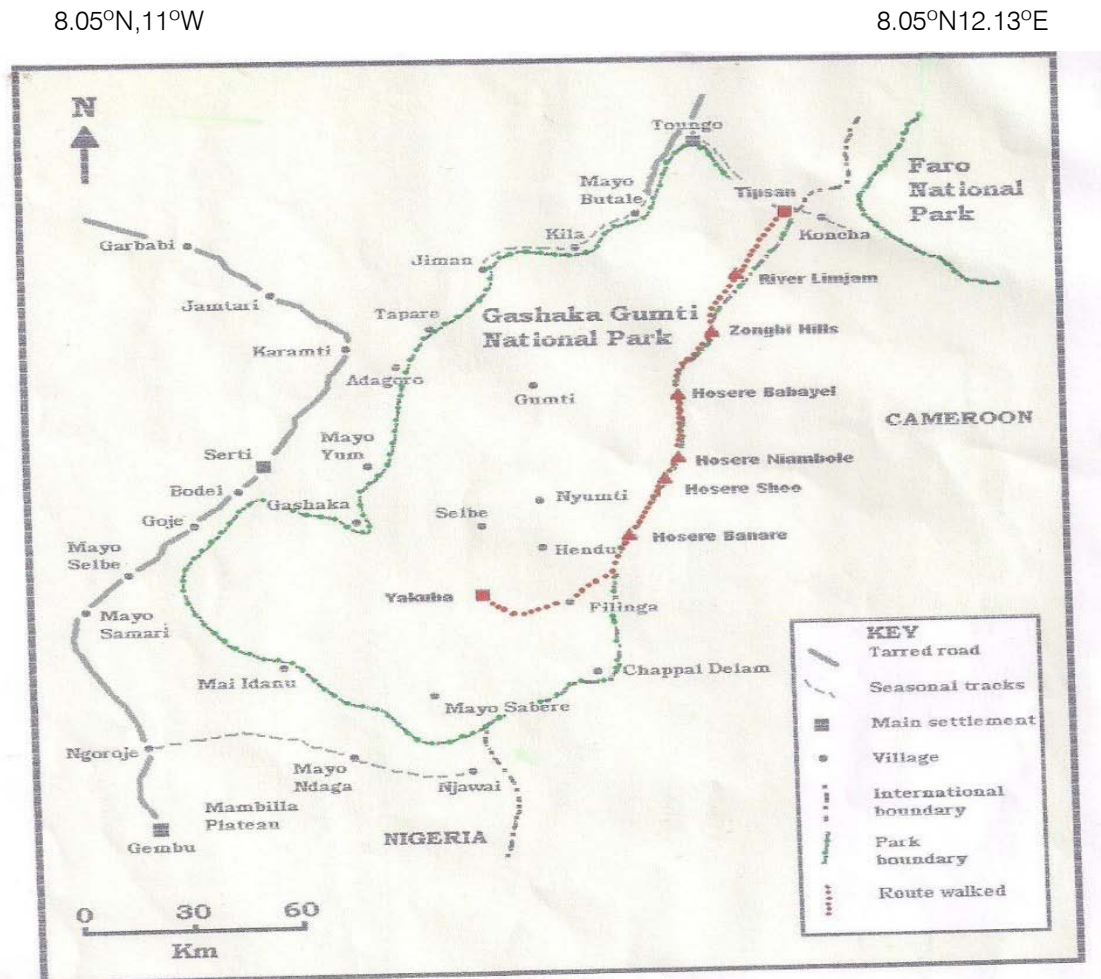 8.05⁰N,11⁰W
8.05⁰N12.13⁰E
N
Toungo
Faro
National
Park
Mayo
Butale
Tipsan
Koncha
Kila
Garbabi
Jiman
River Limjam
Jamtari
Gashaka Gumti
National Park
Tapare
Zongbi Hills
Karamti
Adagoro
Gumti
Hosere Babayel
CAMEROON
Mayo
Yum
Serti
Hosere Niambole
Bodel
Hosere Shoo
Gashaka
Nyumti
Goje
Selbe
Hosere Banare
Mayo
Selbe
Hendu
Yakuba
Filinga
Mayo
Samari
KEY
Tarred road
Chappal Delam
Mai Idanu
Seasonal tracks
Mayo Sabere
Main settlement
Ngoroje
Village
Mayo
Ndaga
Njawai
International
boundary
Mambilla
Plateau
NIGERIA
Gembu
Park
boundary
Route walked
0 30 60
Km